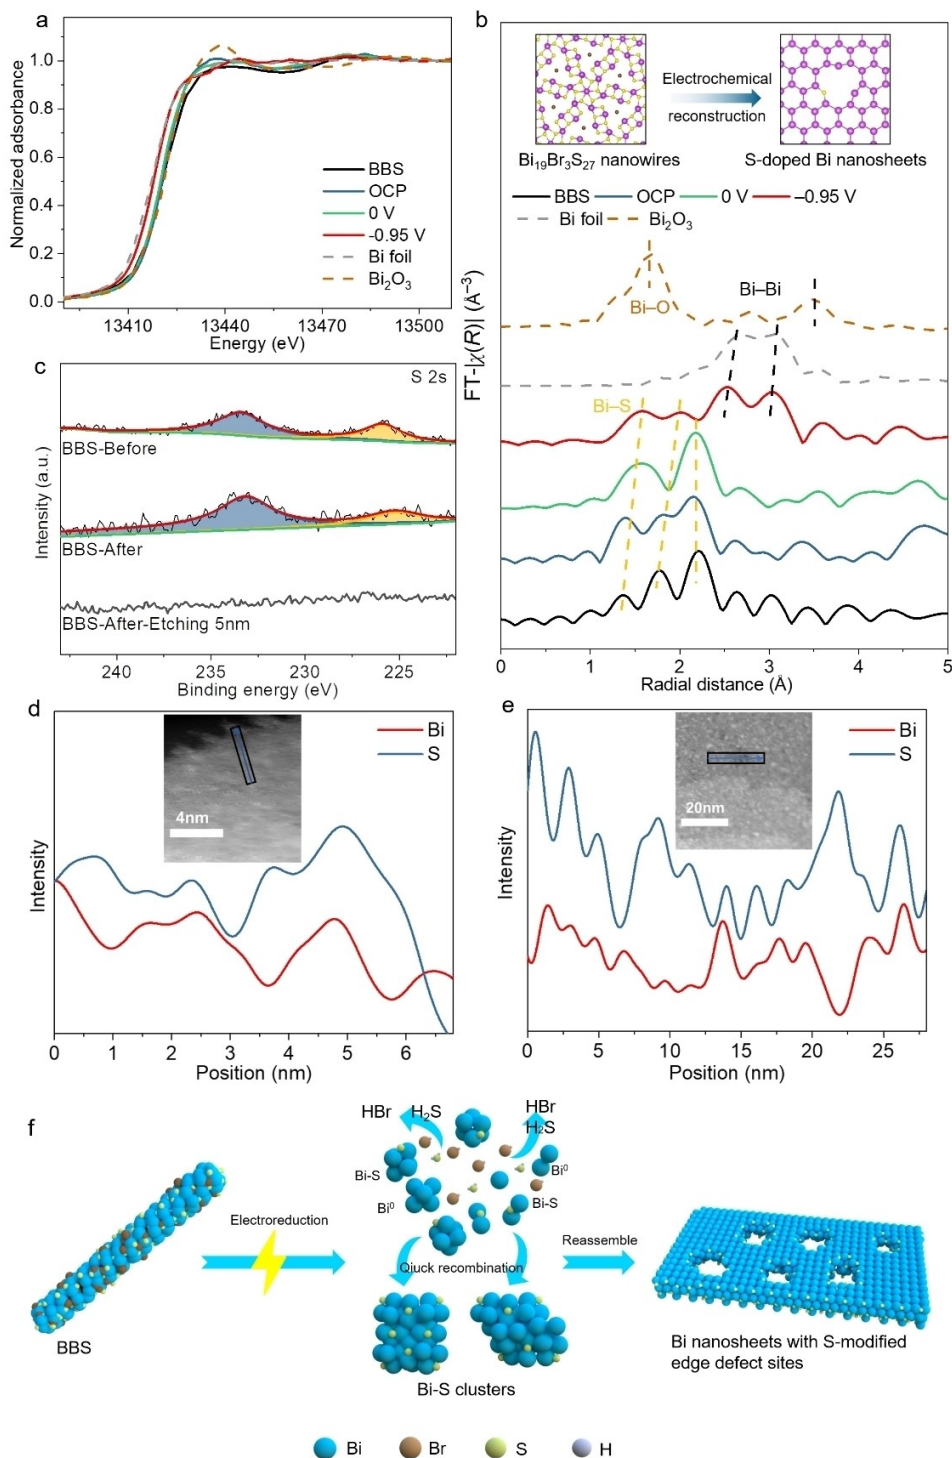 a
Normalized adsorbance
1.0
0.8
0.6
0.4
0.2
0.0
BBS
OCP
0 V
-0.95 V
Bi foil
Bi₂O₃
13410 13440 13470 13500
Energy (eV)
b
Electrochemical
reconstruction
Bi₁₉Br₃S₂₇ nanowires
S-doped Bi nanosheets
BBS OCP 0 V –0.95 V
Bi foil Bi₂O₃
FT-|χ(R)| (Å⁻³)
Bi–O
Bi–Bi
Bi–S
0 1 2 3 4 5
Radial distance (Å)
c
S 2s
Intensity (a.u.)
BBS-Before
BBS-After
BBS-After-Etching 5nm
240 235 230 225
Binding energy (eV)
d
Bi
S
4nm
Intensity
0 1 2 3 4 5 6
Position (nm)
e
Bi
S
20nm
Intensity
0 5 10 15 20 25
Position (nm)
f
HBr H₂S
HBr
H₂S
Bi-S
Bi⁰
Bi⁰
Bi-S
Electroreduction
Qiuck recombination
Reassemble
BBS
Bi-S clusters
Bi nanosheets with S-modified
edge defect sites
Bi Br S H